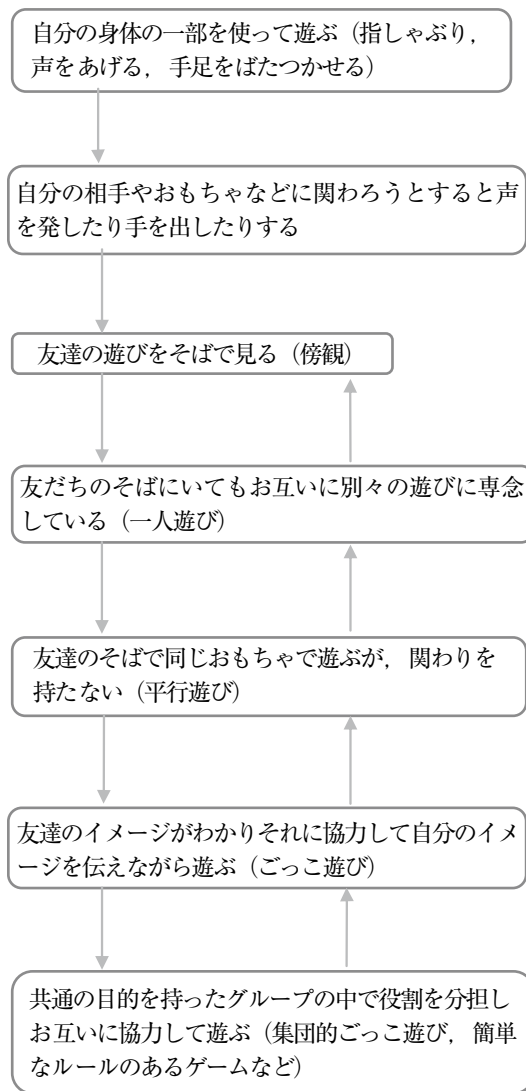 自分の身体の一部を使って遊ぶ（指しゃぶり，
声をあげる，手足をばたつかせる）
自分の相手やおもちゃなどに関わろうとすると声
を発したり手を出したりする
友達の遊びをそばで見る（傍観）
友だちのそばにいてもお互いに別々の遊びに専念
している（一人遊び）
友達のそばで同じおもちゃで遊ぶが，関わりを
持たない（平行遊び）
友達のイメージがわかりそれに協力して自分のイメ
ージを伝えながら遊ぶ（ごっこ遊び）
共通の目的を持ったグループの中で役割を分担し
お互いに協力して遊ぶ（集団的ごっこ遊び，簡単
なルールのあるゲームなど）